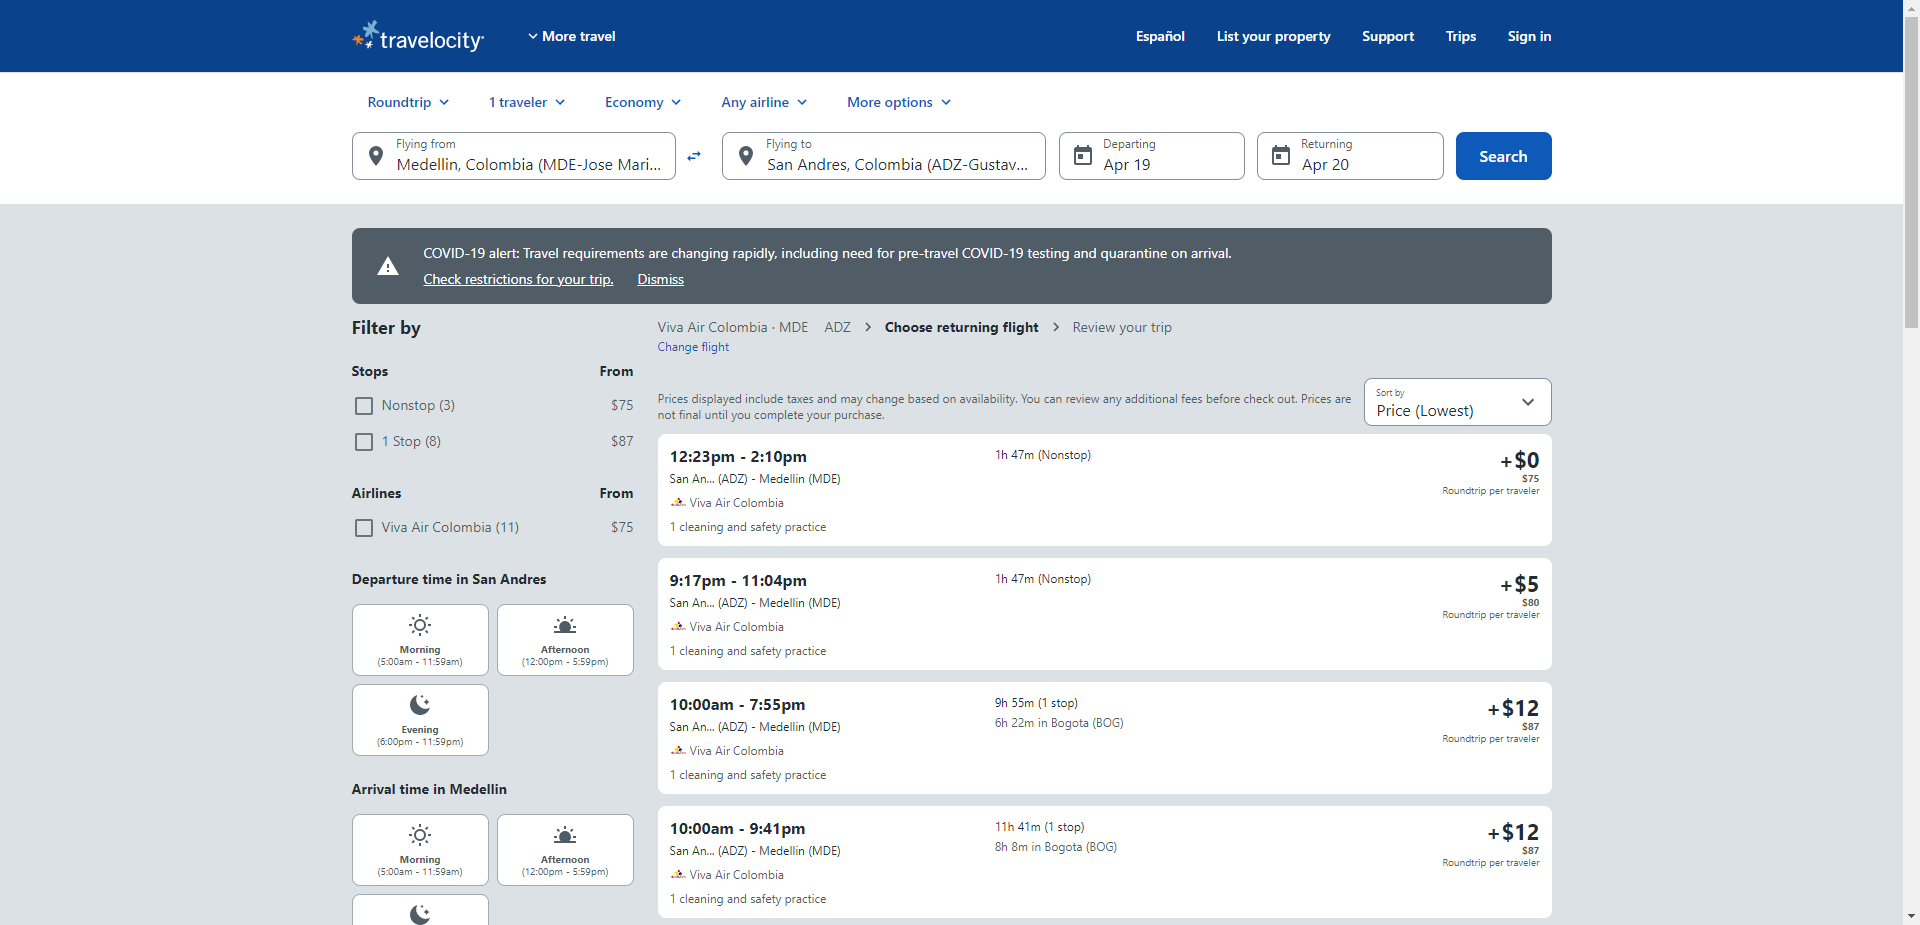 travelocity
More travel
Español
List your property
Support
Trips
Sign in
Roundtrip
1 traveler
Economy
Any airline
More options
Flying from
Medellin, Colombia (MDE-Jose Mari...
Flying to
San Andres, Colombia (ADZ-Gustav...
Departing
Apr 19
Returning
Apr 20
Search
COVID-19 alert: Travel requirements are changing rapidly, including need for pre-travel COVID-19 testing and quarantine on arrival.
Check restrictions for your trip.
Dismiss
Filter by
Stops From
Nonstop (3) $75
1 Stop (8) $87
Airlines From
Viva Air Colombia (11) $75
Departure time in San Andres
Morning
(5:00am - 11:59am)
Afternoon
(12:00pm - 5:59pm)
Evening
(6:00pm - 11:59pm)
Arrival time in Medellin
Morning
(5:00am - 11:59am)
Afternoon
(12:00pm - 5:59pm)
Viva Air Colombia · MDE ADZ
Choose returning flight
Review your trip
Change flight
Prices displayed include taxes and may change based on availability. You can review any additional fees before check out. Prices are
not final until you complete your purchase.
Sort by
Price (Lowest)
12:23pm - 2:10pm
San An... (ADZ) - Medellin (MDE)
Viva Air Colombia
1 cleaning and safety practice
1h 47m (Nonstop)
+$0
$75
Roundtrip per traveler
9:17pm - 11:04pm
San An... (ADZ) - Medellin (MDE)
Viva Air Colombia
1 cleaning and safety practice
1h 47m (Nonstop)
+$5
$80
Roundtrip per traveler
10:00am - 7:55pm
San An... (ADZ) - Medellin (MDE)
Viva Air Colombia
1 cleaning and safety practice
9h 55m (1 stop)
6h 22m in Bogota (BOG)
+$12
$87
Roundtrip per traveler
10:00am - 9:41pm
San An... (ADZ) - Medellin (MDE)
Viva Air Colombia
1 cleaning and safety practice
11h 41m (1 stop)
8h 8m in Bogota (BOG)
+$12
$87
Roundtrip per traveler